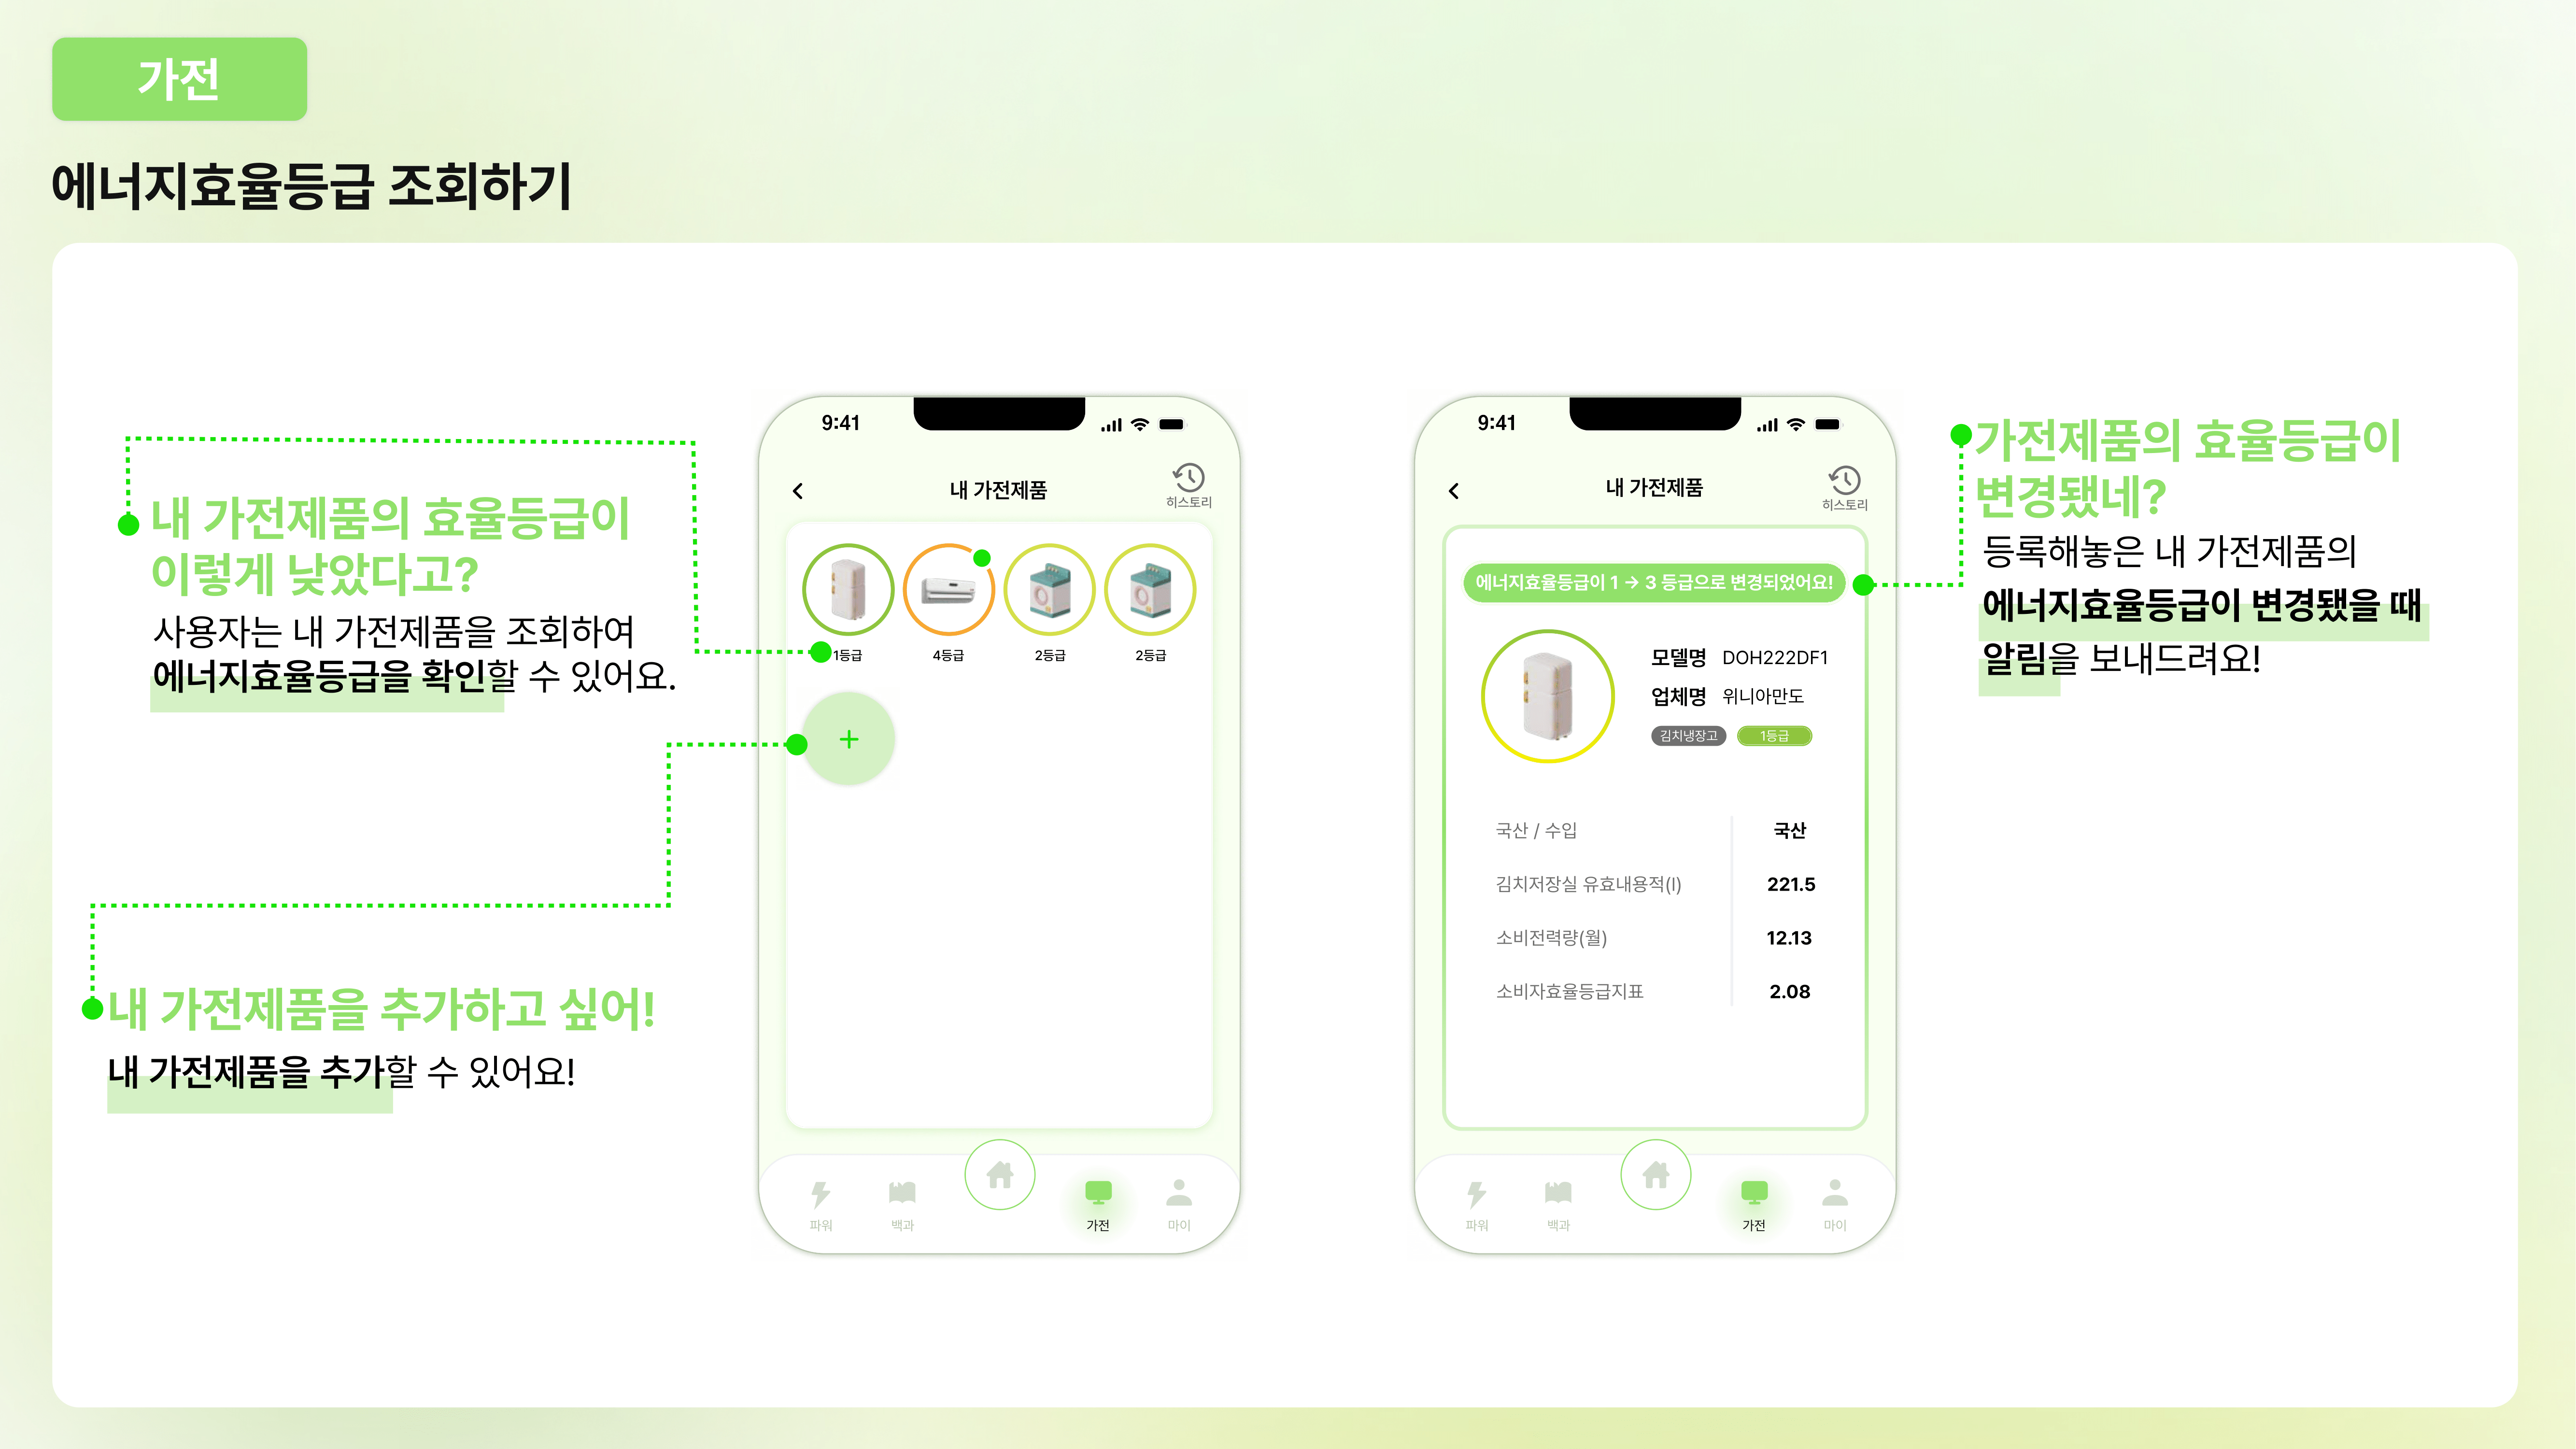 가전
에너지효율등급 조회하기
내 가전제품의 효율등급이
이렇게 낮았다고?
사용자는 내 가전제품을 조회하여
에너지효율등급을 확인할 수 있어요.
내 가전제품을 추가하고 싶어!
내 가전제품을 추가할 수 있어요!
9:41
내 가전제품
히스토리
1등급
4등급
2등급
2등급
+
파워
백과
가전
마이
9:41
내 가전제품
히스토리
에너지효율등급이 1 → 3 등급으로 변경되었어요!
모델명 DOH222DF1
업체명 위니아만도
김치냉장고 1등급
국산 / 수입 국산
김치저장실 유효내용적(l) 221.5
소비전력량(월) 12.13
소비자효율등급지표 2.08
파워
백과
가전
마이
가전제품의 효율등급이
변경됐네?
등록해놓은 내 가전제품의
에너지효율등급이 변경됐을 때
알림을 보내드려요!